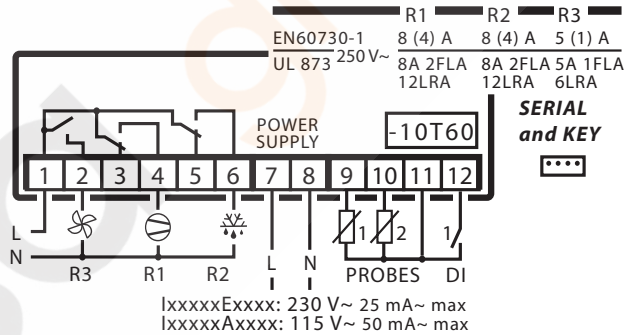 R1 R2 R3
EN60730-1 250 V~ 8 (4) A 8 (4) A 5 (1) A
UL 873 8A 2FLA 8A 2FLA 5A 1FLA
12LRA 12LRA 6LRA
SERIAL
and KEY
POWER
SUPPLY
-10T60
1 2 3 4 5 6 7 8 9 10 11 12
L
N
1 2 1
R3 R1 R2 L N PROBES DI
IxxxxxExxxx: 230 V~ 25 mA~ max
IxxxxxAxxxx: 115 V~ 50 mA~ max